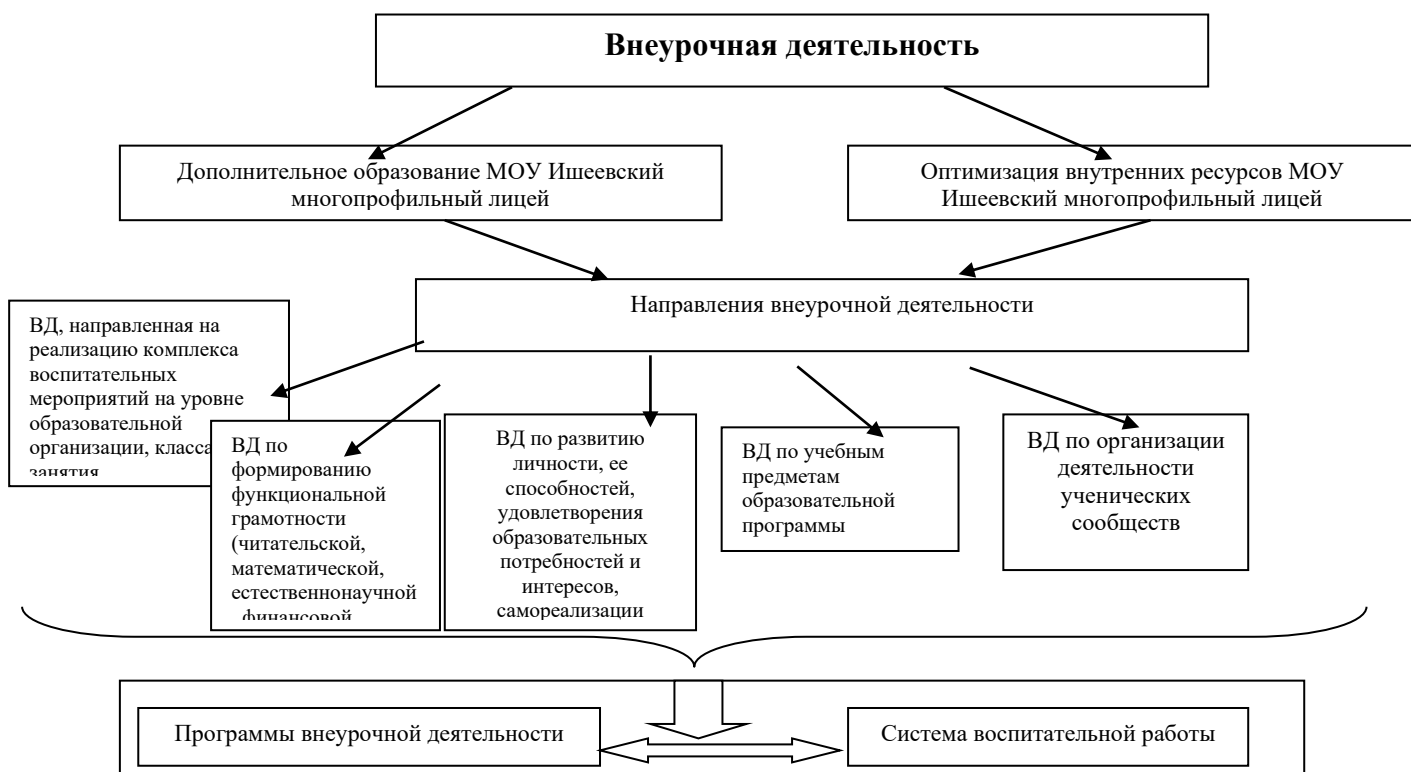 Внеурочная деятельность
Дополнительное образование МОУ Ишеевский
многопрофильный лицей
Оптимизация внутренних ресурсов МОУ
Ишеевский многопрофильный лицей
Направления внеурочной деятельности
ВД, направленная на
реализацию комплекса
воспитательных
мероприятий на уровне
образовательной
организации, класса
занятия
ВД по
формированию
функциональной
грамотности
(читательской,
математической,
естественнонаучной
, финансовой
ВД по развитию
личности, ее
способностей,
удовлетворения
образовательных
потребностей и
интересов,
самореализации
ВД по учебным
предметам
образовательной
программы
ВД по организации
деятельности
ученических
сообществ
Программы внеурочной деятельности
Система воспитательной работы